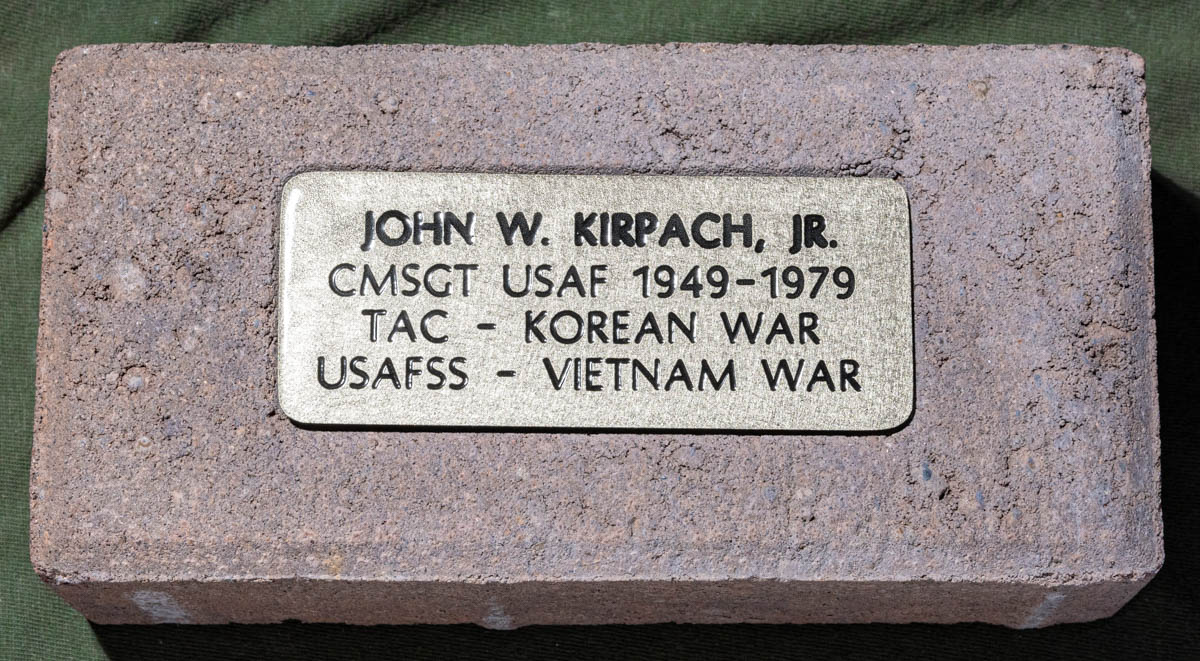 JOHN W. KIRPACH, JR.
CMSGT USAF 1949-1979
TAC - KOREAN WAR
USAFSS - VIETNAM WAR